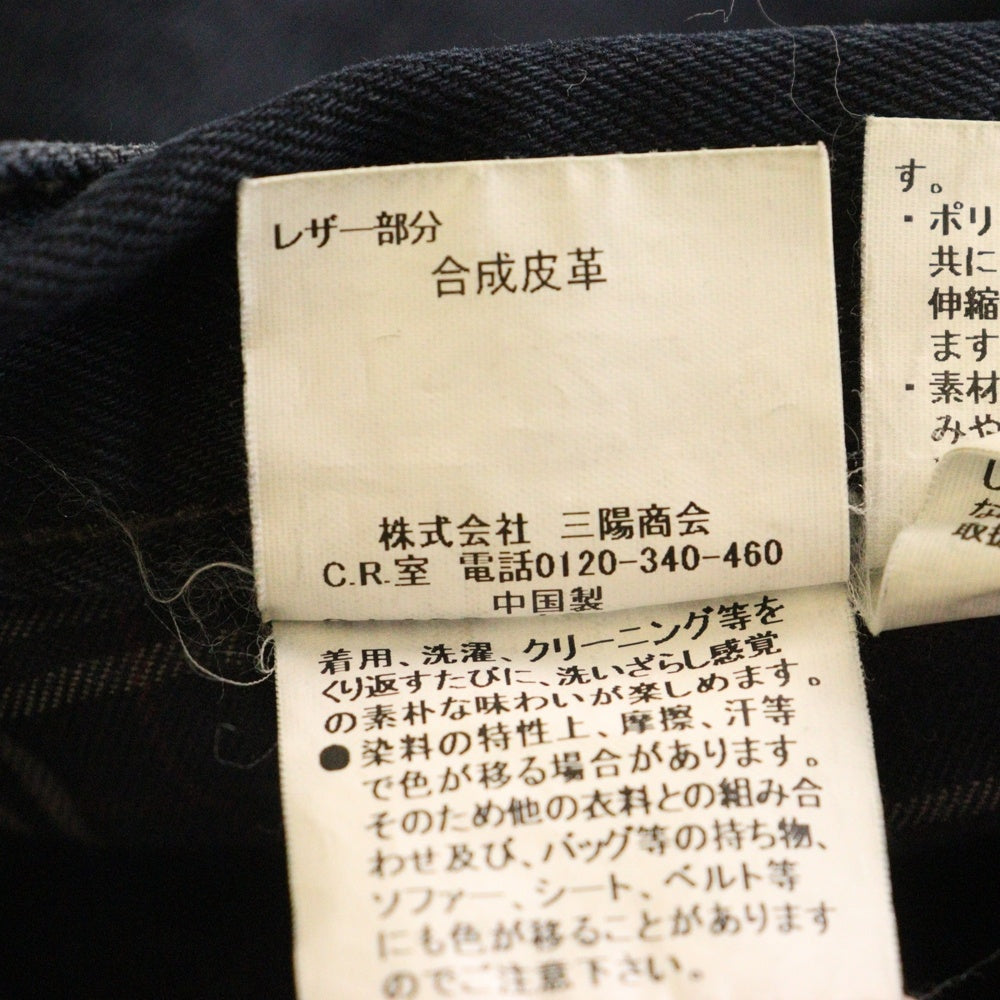 レザー部分
合成皮革
株式会社 三陽商会
C.R.室 電話0120-340-460
中国製
着用、洗濯、クリーニング等を
くり返すたびに、洗いざらし感覚
の素朴な味わいが楽しめます。
●染料の特性上、摩擦、汗等
で色が移る場合があります。
そのため他の衣料との組み合
わせ及び、バッグ等の持ち物、
ソファー、シート、ベルト等
にも色が移ることがあります
のでご注意下さい。
す。
・ポリ
共に
伸縮
ます
・素材
みや
し
な
取扱